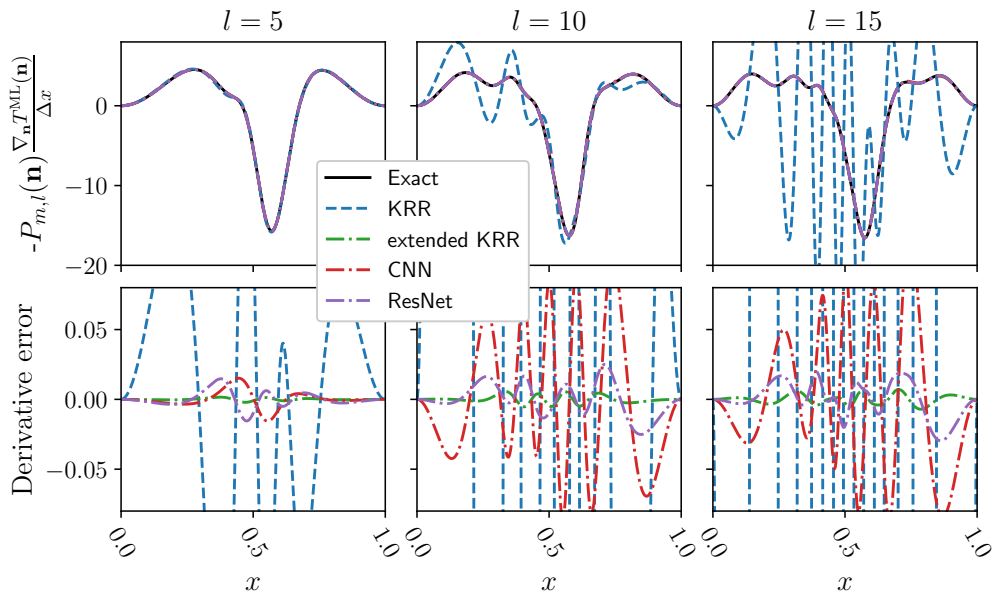 l = 5
l = 10
l = 15
-P_{m,l}(n) ∇_n T^{ML}(n) / Δx
0
−10
−20
Exact
KRR
extended KRR
CNN
ResNet
Derivative error
0.05
0.00
−0.05
0.0 0.5 1.0 0.0 0.5 1.0 0.0 0.5 1.0
x x x